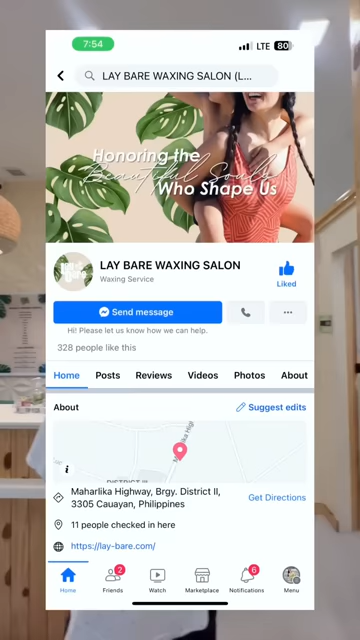 7:54
LTE 80
LAY BARE WAXING SALON (L...
Honoring the
Beautiful Souls
Who Shape Us
LAY BARE WAXING SALON
Waxing Service
Liked
Send message
Hi! Please let us know how we can help.
328 people like this
Home Posts Reviews Videos Photos About
About
Suggest edits
Maharlika Highway, Brgy. District II,
3305 Cauayan, Philippines
Get Directions
11 people checked in here
https://lay-bare.com/
2
6
Home Friends Watch Marketplace Notifications Menu